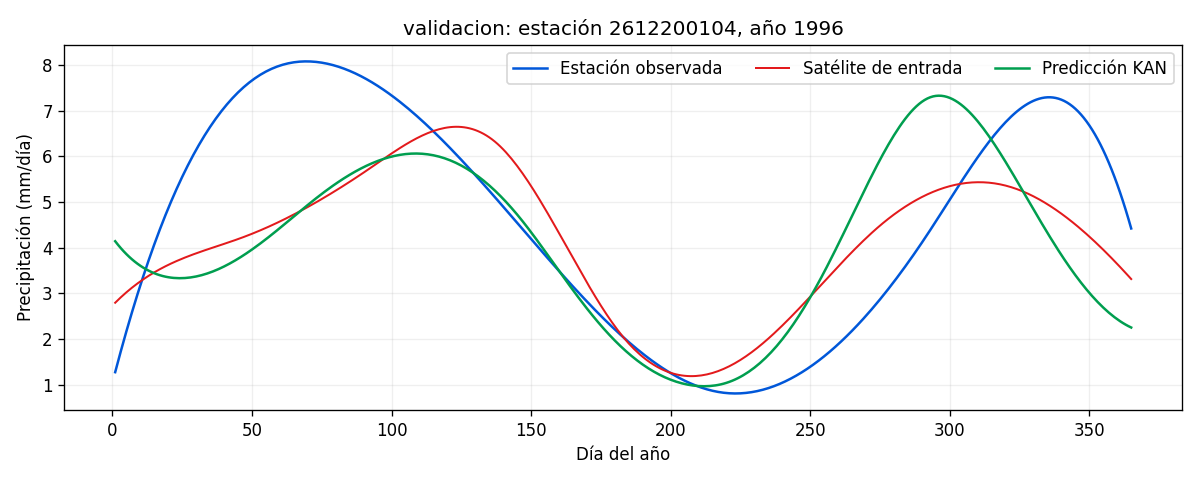 validacion: estación 2612200104, año 1996
Estación observada
Satélite de entrada
Predicción KAN
Precipitación (mm/día)
8
7
6
5
4
3
2
1
0 50 100 150 200 250 300 350
Día del año